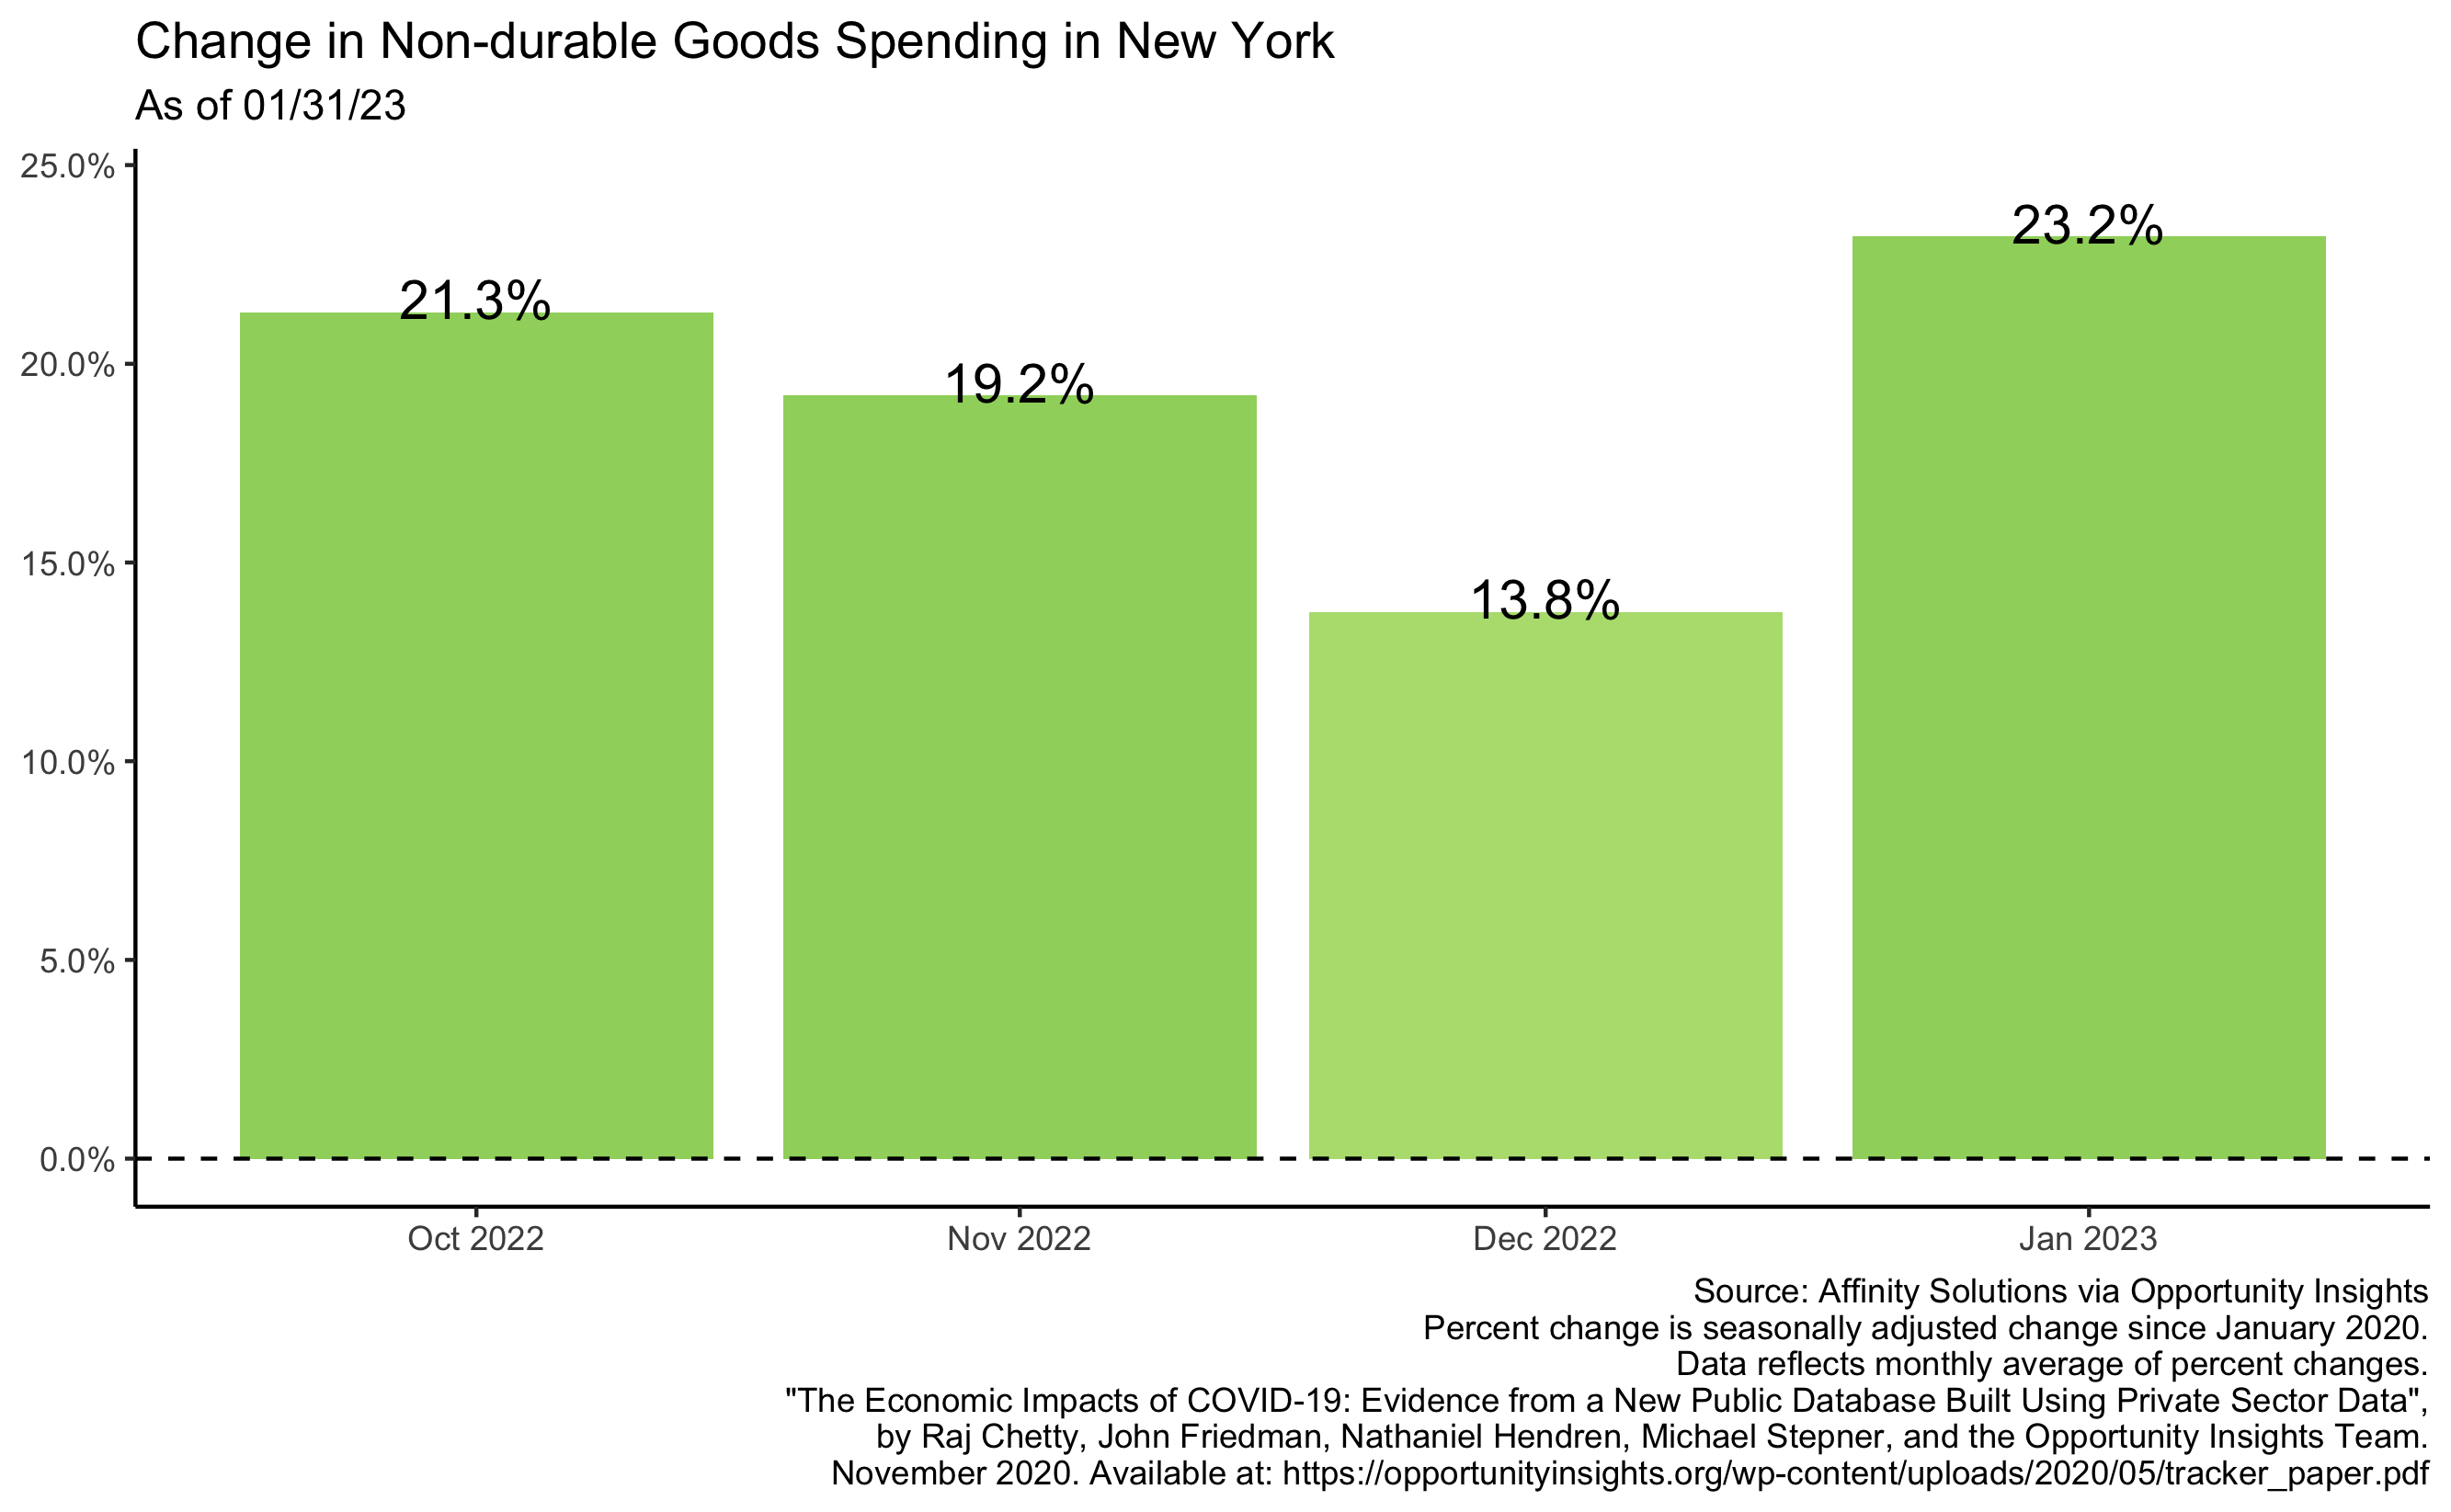 Change in Non-durable Goods Spending in New York
As of 01/31/23
25.0%
20.0%
15.0%
10.0%
5.0%
0.0%
21.3%
19.2%
13.8%
23.2%
Oct 2022
Nov 2022
Dec 2022
Jan 2023
Source: Affinity Solutions via Opportunity Insights
Percent change is seasonally adjusted change since January 2020.
Data reflects monthly average of percent changes.
"The Economic Impacts of COVID-19: Evidence from a New Public Database Built Using Private Sector Data",
by Raj Chetty, John Friedman, Nathaniel Hendren, Michael Stepner, and the Opportunity Insights Team.
November 2020. Available at: https://opportunityinsights.org/wp-content/uploads/2020/05/tracker_paper.pdf